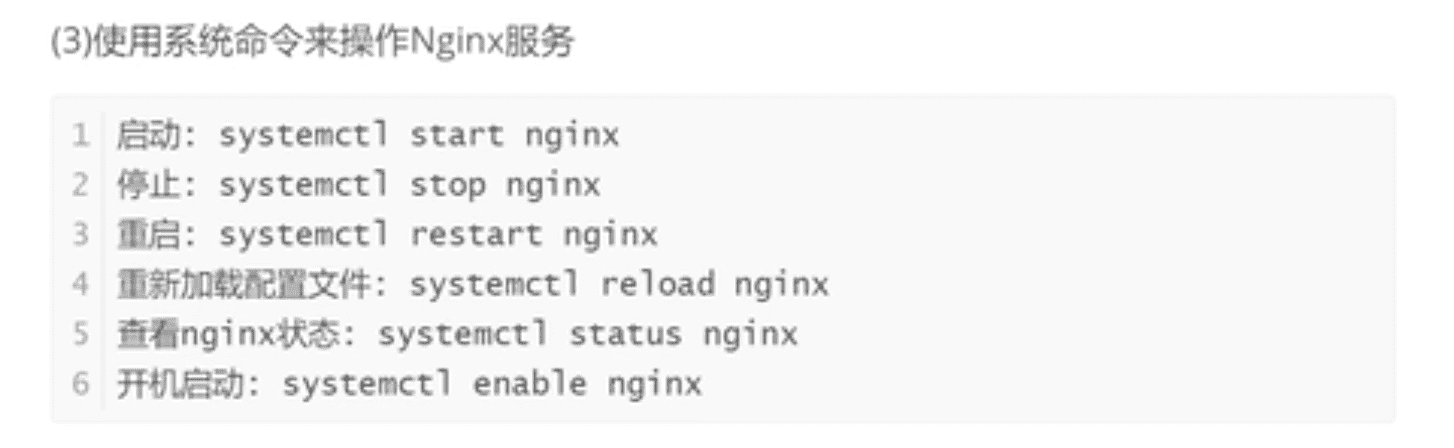 (3)使用系统命令来操作Nginx服务
1 启动: systemctl start nginx
2 停止: systemctl stop nginx
3 重启: systemctl restart nginx
4 重新加载配置文件: systemctl reload nginx
5 查看nginx状态: systemctl status nginx
6 开机启动: systemctl enable nginx